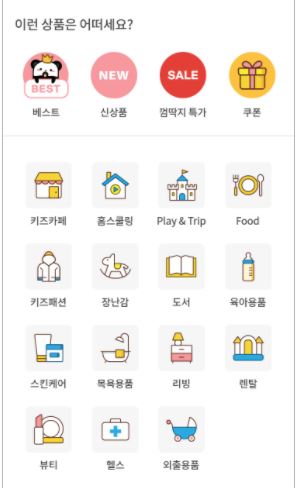 이런 상품은 어떠세요?
BEST NEW SALE
베스트 신상품 껌딱지 특가 쿠폰
키즈카페 홈스쿨링 Play & Trip Food
키즈패션 장난감 도서 육아용품
스킨케어 목욕용품 리빙 렌탈
뷰티 헬스 외출용품